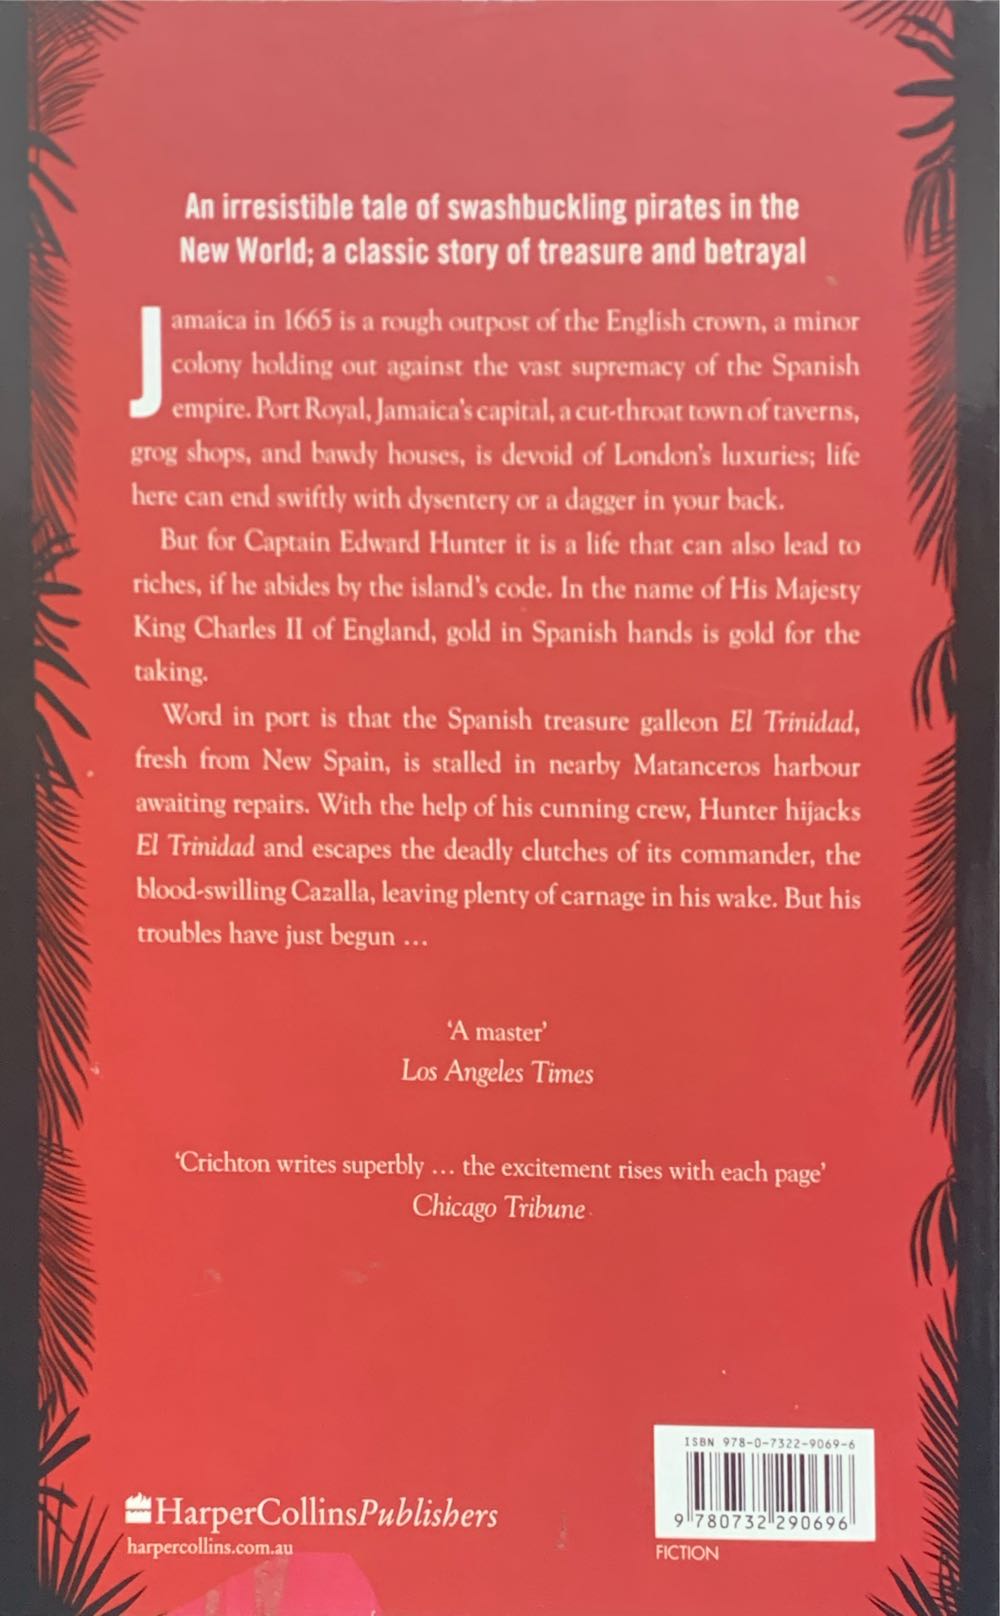 An irresistible tale of swashbuckling pirates in the
New World; a classic story of treasure and betrayal
Jamaica in 1665 is a rough outpost of the English crown, a minor
colony holding out against the vast supremacy of the Spanish
empire. Port Royal, Jamaica's capital, a cut-throat town of taverns,
grog shops, and bawdy houses, is devoid of London's luxuries; life
here can end swiftly with dysentery or a dagger in your back.
But for Captain Edward Hunter it is a life that can also lead to
riches, if he abides by the island's code. In the name of His Majesty
King Charles II of England, gold in Spanish hands is gold for the
taking.
Word in port is that the Spanish treasure galleon El Trinidad,
fresh from New Spain, is stalled in nearby Matanceros harbour
awaiting repairs. With the help of his cunning crew, Hunter hijacks
El Trinidad and escapes the deadly clutches of its commander, the
blood-swilling Cazalla, leaving plenty of carnage in his wake. But his
troubles have just begun ...
'A master'
Los Angeles Times
'Crichton writes superbly ... the excitement rises with each page'
Chicago Tribune
HarperCollinsPublishers
harpercollins.com.au
ISBN 978-0-7322-9069-6
9 780732 290696
FICTION